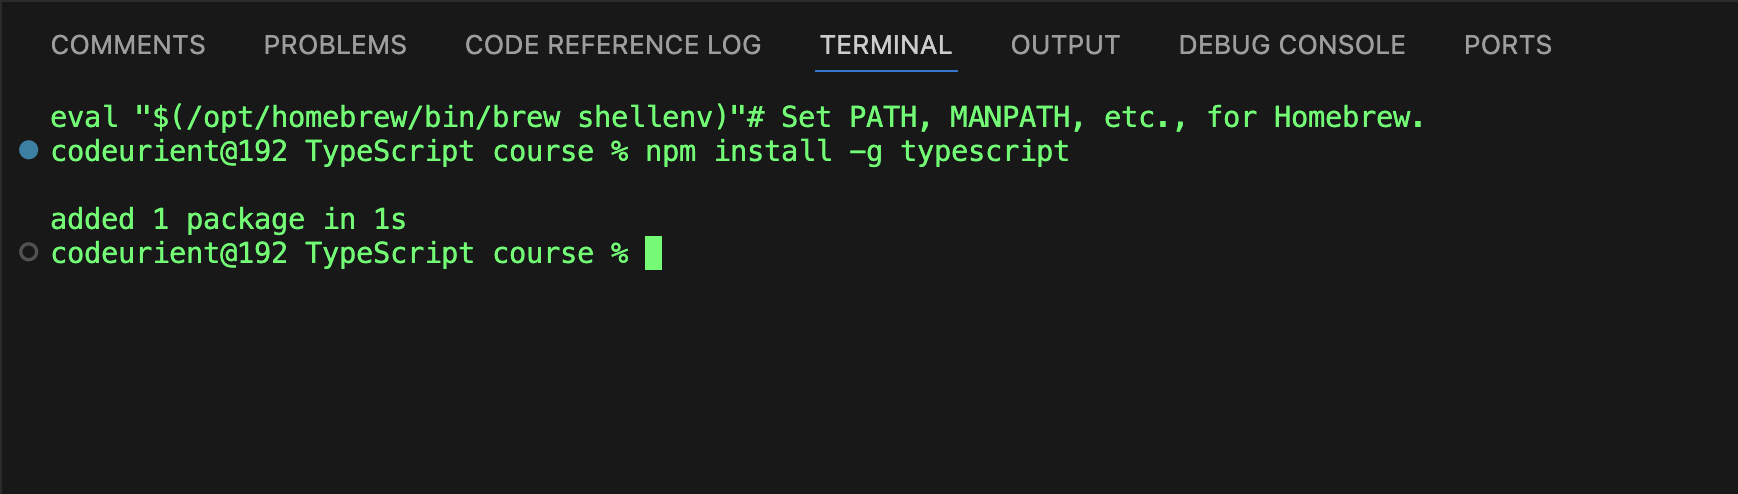 COMMENTS PROBLEMS CODE REFERENCE LOG TERMINAL OUTPUT DEBUG CONSOLE PORTS
eval "$(/opt/homebrew/bin/brew shellenv)"# Set PATH, MANPATH, etc., for Homebrew.
codeurient@192 TypeScript course % npm install -g typescript
added 1 package in 1s
codeurient@192 TypeScript course %